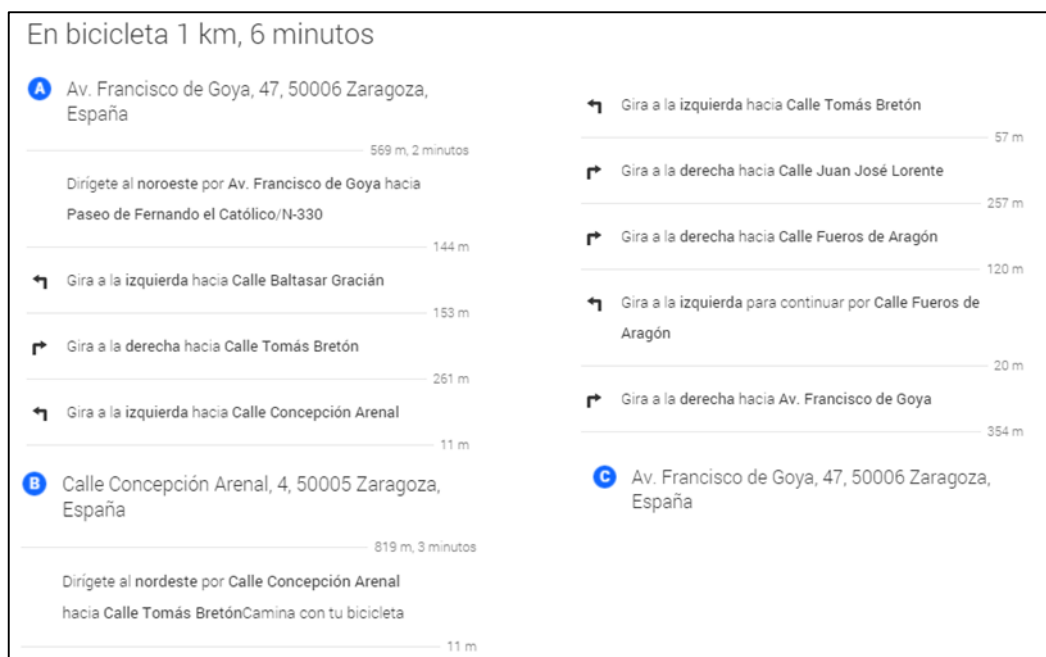 En bicicleta 1 km, 6 minutos
A
Av. Francisco de Goya, 47, 50006 Zaragoza,
España
569 m, 2 minutos
Dirígete al noroeste por Av. Francisco de Goya hacia
Paseo de Fernando el Católico/N-330
144 m
Gira a la izquierda hacia Calle Baltasar Gracián
153 m
Gira a la derecha hacia Calle Tomás Bretón
261 m
Gira a la izquierda hacia Calle Concepción Arenal
11 m
B
Calle Concepción Arenal, 4, 50005 Zaragoza,
España
819 m, 3 minutos
Dirígete al nordeste por Calle Concepción Arenal
hacia Calle Tomás BretónCamina con tu bicicleta
11 m
Gira a la izquierda hacia Calle Tomás Bretón
57 m
Gira a la derecha hacia Calle Juan José Lorente
257 m
Gira a la derecha hacia Calle Fueros de Aragón
120 m
Gira a la izquierda para continuar por Calle Fueros de
Aragón
20 m
Gira a la derecha hacia Av. Francisco de Goya
354 m
C
Av. Francisco de Goya, 47, 50006 Zaragoza,
España